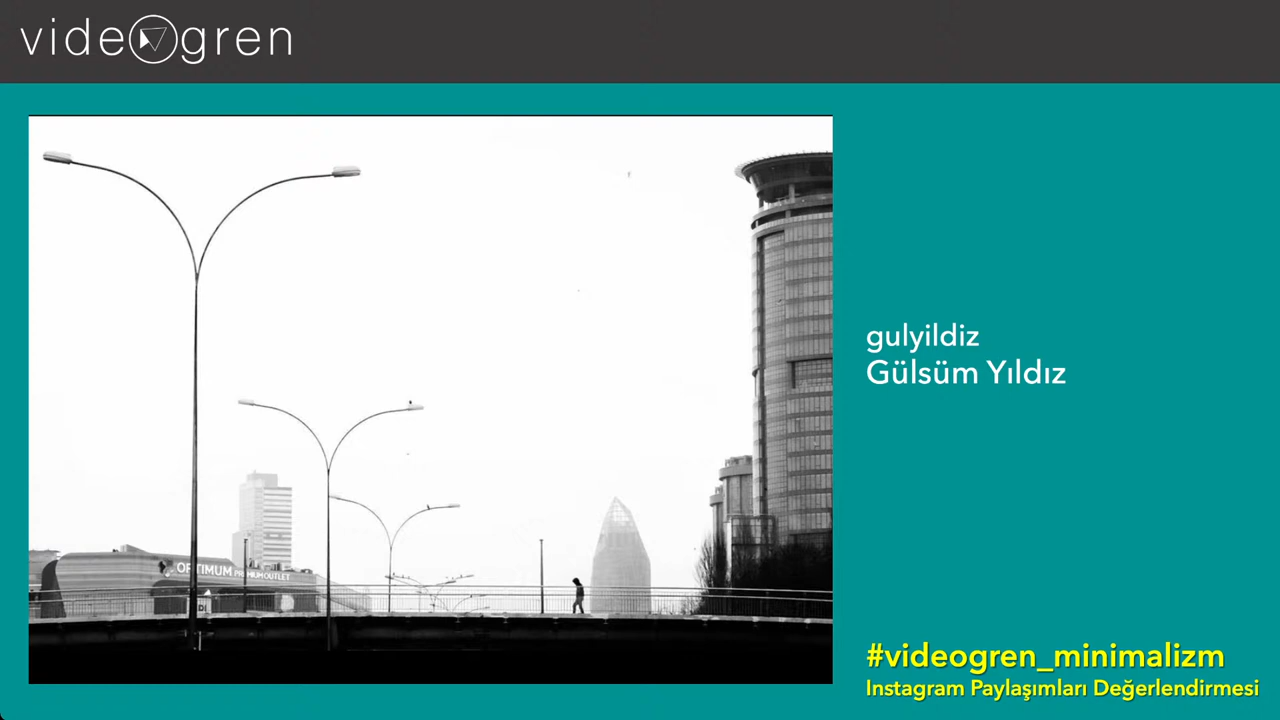 videogren
OPTIMUM PREMIUM OUTLET
gulyildiz
Gülsüm Yıldız
#videogren_minimalizm
Instagram Paylaşımları Değerlendirmesi